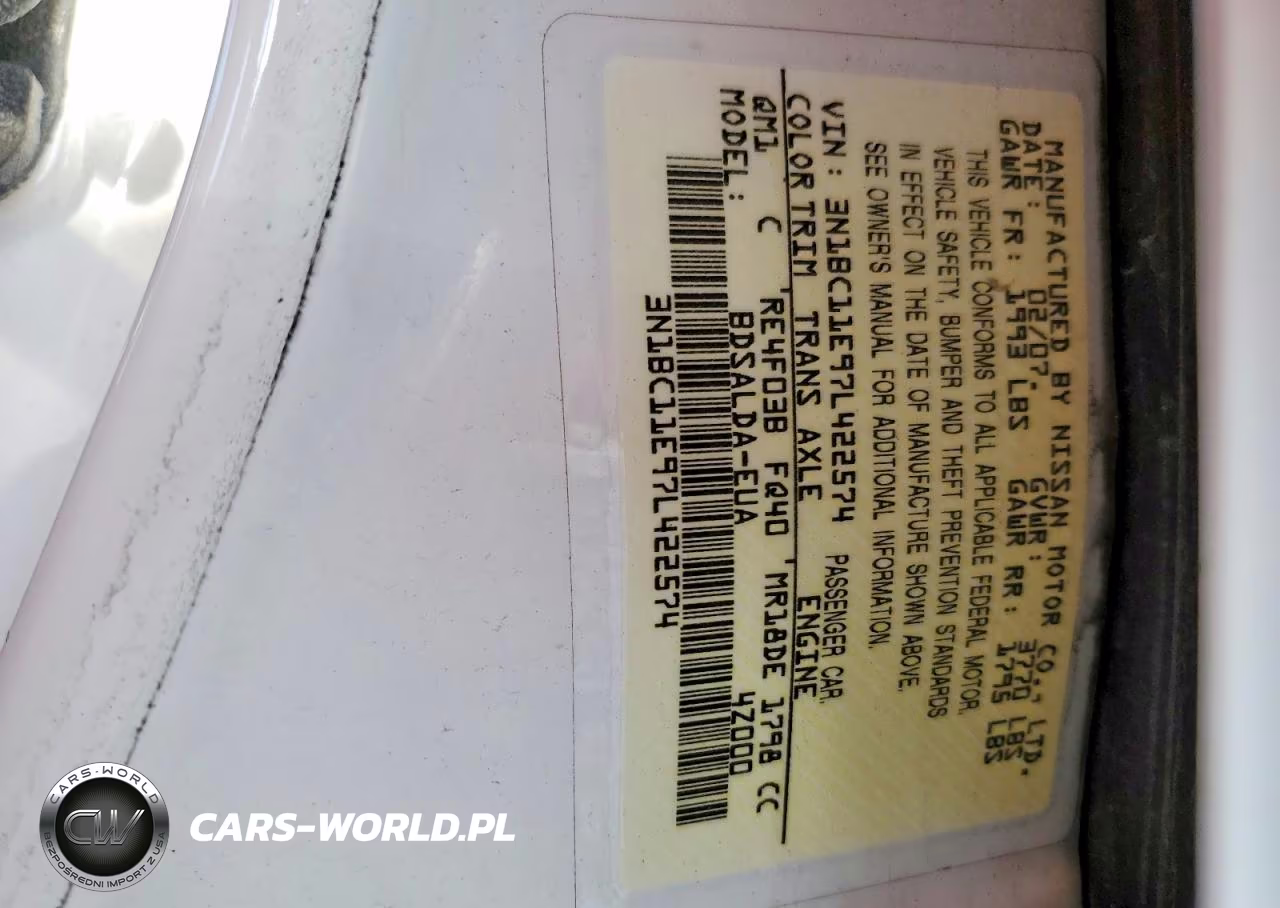 MANUFACTURED BY NISSAN MOTOR CO., LTD.
DATE: 02/07. GVWR: 3770 LBS
GAWR FR: 1993 LBS GAWR RR: 1795 LBS
THIS VEHICLE CONFORMS TO ALL APPLICABLE FEDERAL MOTOR.
VEHICLE SAFETY, BUMPER AND THEFT PREVENTION STANDARDS
IN EFFECT ON THE DATE OF MANUFACTURE SHOWN ABOVE.
SEE OWNER'S MANUAL FOR ADDITIONAL INFORMATION.
VIN: 3N1BC11E97L422574 PASSENGER CAR.
COLOR TRIM TRANS AXLE ENGINE
QM1 C RE4F03B FQ40 MR18DE 1798 CC
MODEL: BDSALDA-EUA 4Z000
3N1BC11E97L422574
CARS-WORLD
CW
BEZPOŚREDNI IMPORT Z USA
CARS-WORLD.PL